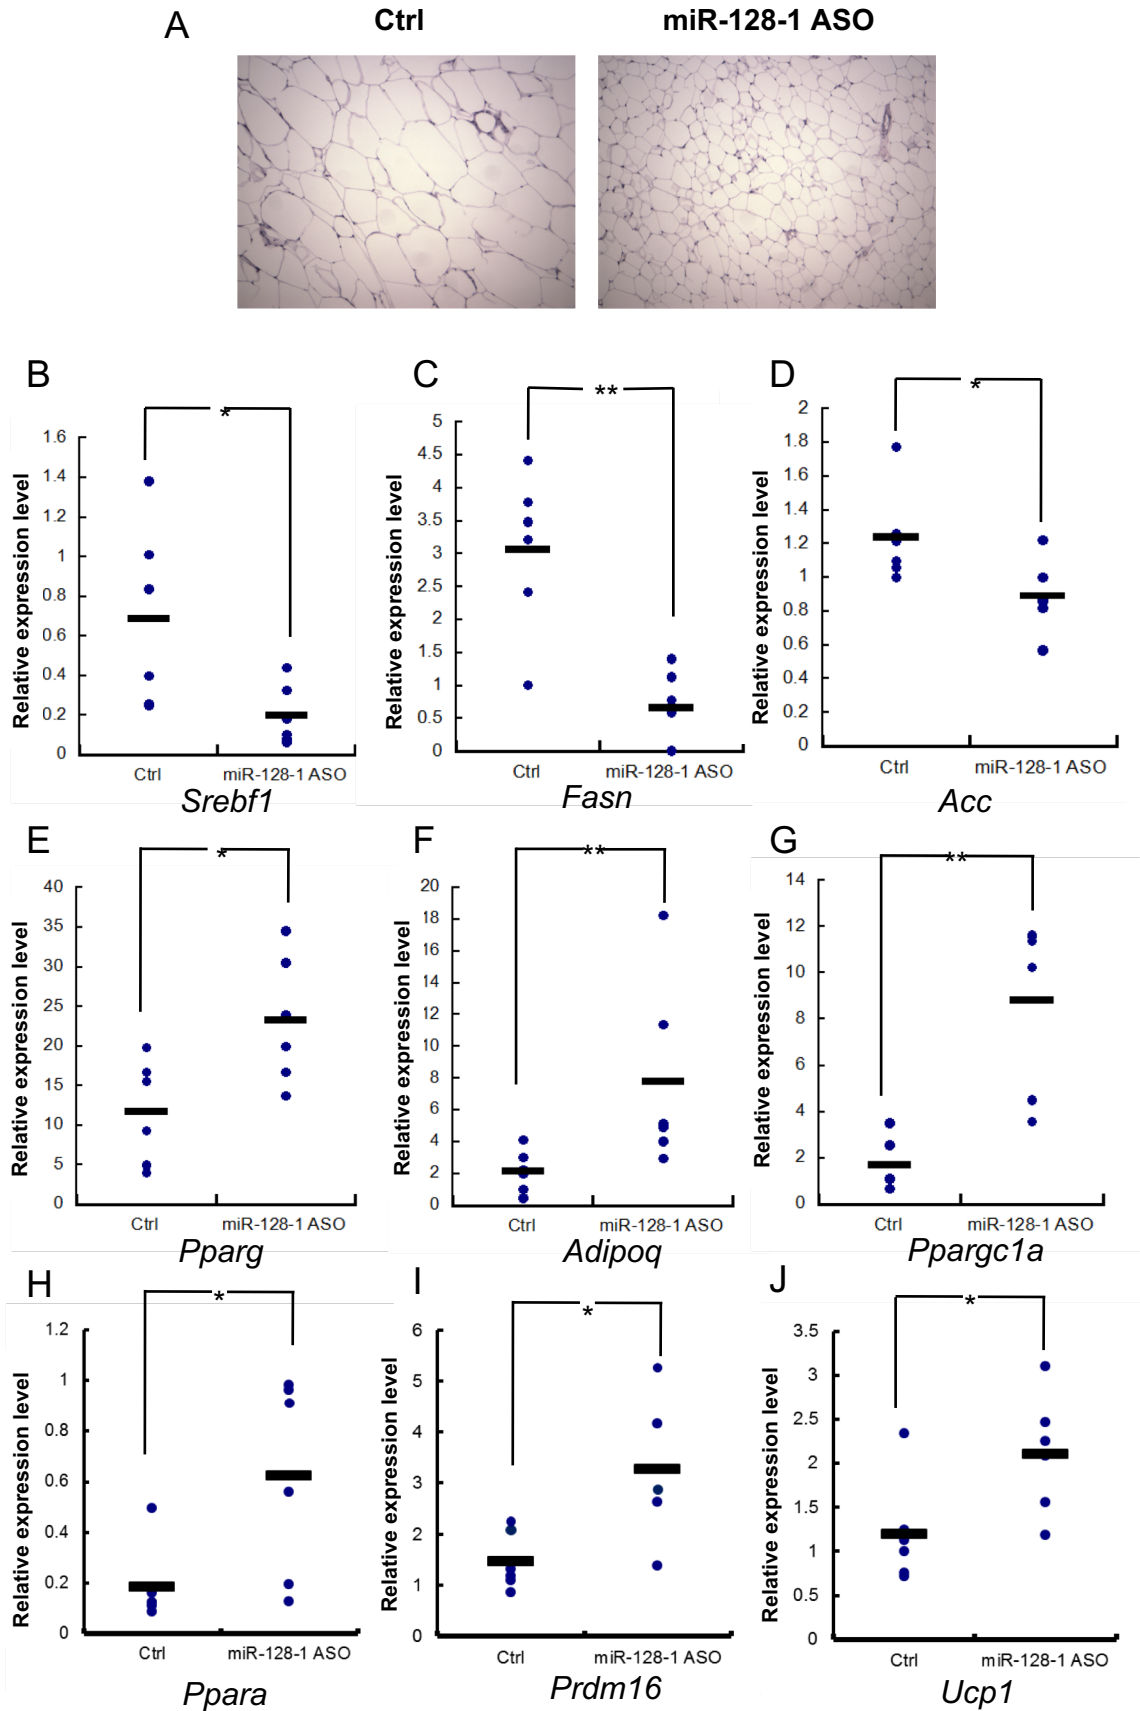 A
Ctrl
miR-128-1 ASO
B
*
Relative expression level
1.6
1.4
1.2
1
0.8
0.6
0.4
0.2
0
Ctrl
miR-128-1 ASO
Srebf1
C
**
Relative expression level
5
4.5
4
3.5
3
2.5
2
1.5
1
0.5
0
Ctrl
miR-128-1 ASO
Fasn
D
*
Relative expression level
2
1.8
1.6
1.4
1.2
1
0.8
0.6
0.4
0.2
0
Ctrl
miR-128-1 ASO
Acc
E
*
Relative expression level
40
35
30
25
20
15
10
5
0
Ctrl
miR-128-1 ASO
Pparg
F
**
Relative expression level
20
18
16
14
12
10
8
6
4
2
0
Ctrl
miR-128-1 ASO
Adipoq
G
**
Relative expression level
14
12
10
8
6
4
2
0
Ctrl
miR-128-1 ASO
Ppargc1a
H
*
Relative expression level
1.2
1
0.8
0.6
0.4
0.2
0
Ctrl
miR-128-1 ASO
Ppara
I
*
Relative expression level
6
5
4
3
2
1
0
Ctrl
miR-128-1 ASO
Prdm16
J
*
Relative expression level
3.5
3
2.5
2
1.5
1
0.5
0
Ctrl
miR-128-1 ASO
Ucp1